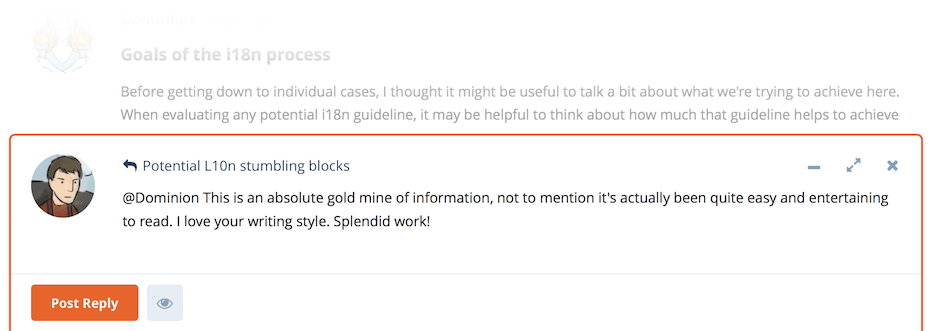 Dominion
Goals of the i18n process
Before getting down to individual cases, I thought it might be useful to talk a bit about what we're trying to achieve here.
When evaluating any potential i18n guideline, it may be helpful to think about how much that guideline helps to achieve
Potential L10n stumbling blocks
@Dominion This is an absolute gold mine of information, not to mention it's actually been quite easy and entertaining
to read. I love your writing style. Splendid work!
Post Reply